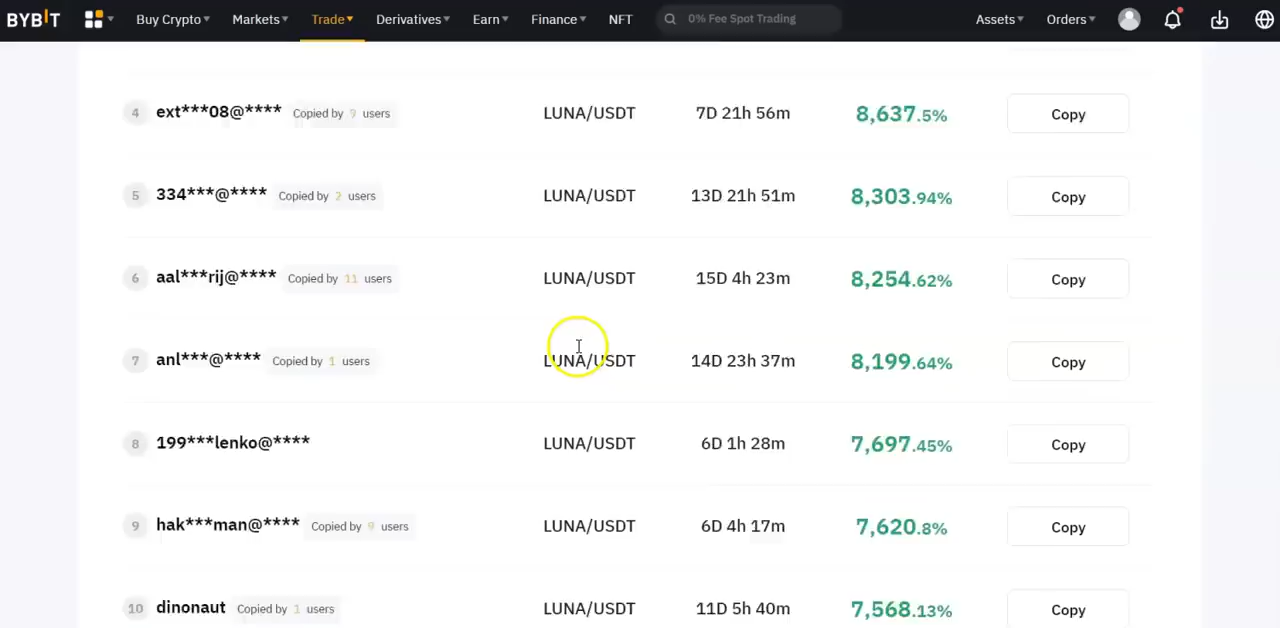 BYBIT Buy Crypto Markets Trade Derivatives Earn Finance NFT 0% Fee Spot Trading Assets Orders
4 ext***08@**** Copied by 9 users LUNA/USDT 7D 21h 56m 8,637.5% Copy
5 334***@**** Copied by 2 users LUNA/USDT 13D 21h 51m 8,303.94% Copy
6 aal***rij@**** Copied by 11 users LUNA/USDT 15D 4h 23m 8,254.62% Copy
7 anl***@**** Copied by 1 users LUNA/USDT 14D 23h 37m 8,199.64% Copy
8 199***lenko@**** LUNA/USDT 6D 1h 28m 7,697.45% Copy
9 hak***man@**** Copied by 9 users LUNA/USDT 6D 4h 17m 7,620.8% Copy
10 dinonaut Copied by 1 users LUNA/USDT 11D 5h 40m 7,568.13% Copy